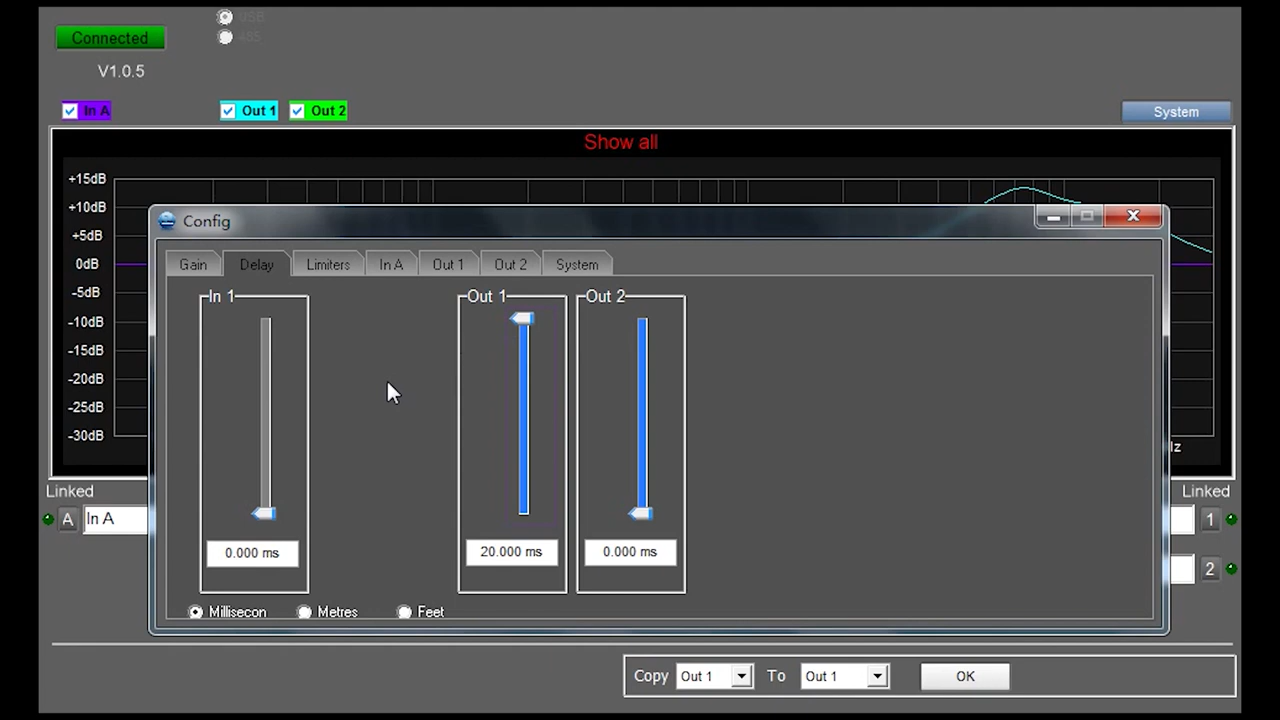 USB
485
Connected
V1.0.5
In A
Out 1
Out 2
System
Show all
+15dB
+10dB
+5dB
0dB
-5dB
-10dB
-15dB
-20dB
-25dB
-30dB
Config
Gain
Delay
Limiters
In A
Out 1
Out 2
System
In 1
Out 1
Out 2
0.000 ms
20.000 ms
0.000 ms
Millisecon
Metres
Feet
z
Linked
Linked
A
In A
1
2
Copy
Out 1
To
Out 1
OK